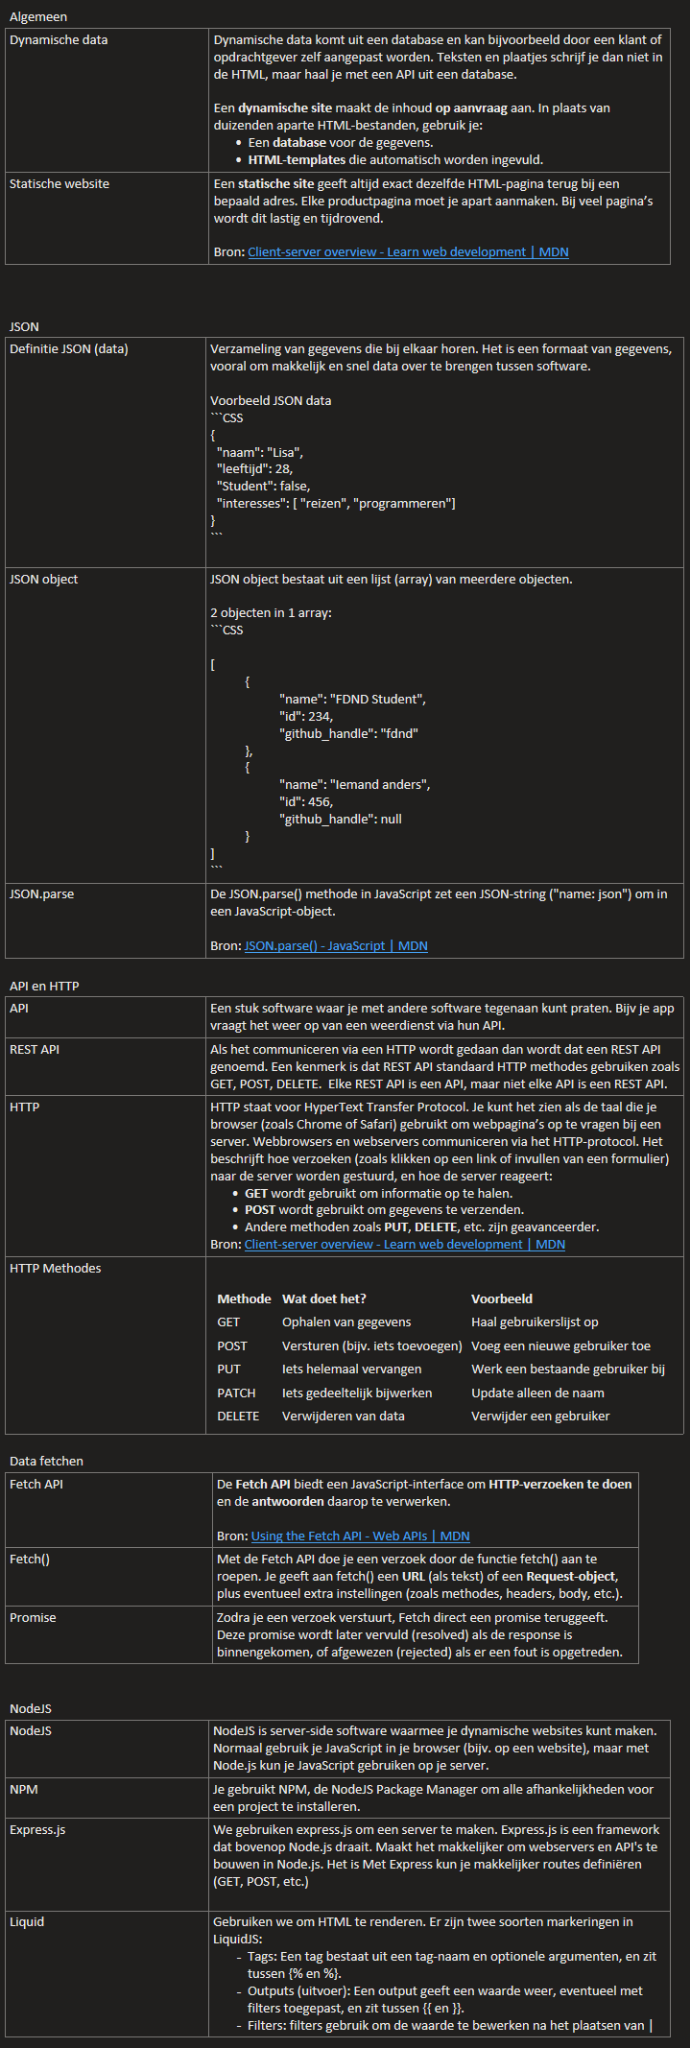 Algemeen
Dynamische data
Dynamische data komt uit een database en kan bijvoorbeeld door een klant of
opdrachtgever zelf aangepast worden. Teksten en plaatjes schrijf je dan niet in
de HTML, maar haal je met een API uit een database.
Een dynamische site maakt de inhoud op aanvraag aan. In plaats van
duizenden aparte HTML-bestanden, gebruik je:
• Een database voor de gegevens.
• HTML-templates die automatisch worden ingevuld.
Statische website
Een statische site geeft altijd exact dezelfde HTML-pagina terug bij een
bepaald adres. Elke productpagina moet je apart aanmaken. Bij veel pagina's
wordt dit lastig en tijdrovend.
Bron: Client-server overview - Learn web development | MDN
JSON
Definitie JSON (data)
Verzameling van gegevens die bij elkaar horen. Het is een formaat van gegevens,
vooral om makkelijk en snel data over te brengen tussen software.
Voorbeeld JSON data
```CSS
{
"naam": "Lisa",
"leeftijd": 28,
"Student": false,
"interesses": [ "reizen", "programmeren"]
}
```
JSON object
JSON object bestaat uit een lijst (array) van meerdere objecten.
2 objecten in 1 array:
```CSS
[
{
"name": "FDND Student",
"id": 234,
"github_handle": "fdnd"
},
{
"name": "Iemand anders",
"id": 456,
"github_handle": null
}
]
```
JSON.parse
De JSON.parse() methode in JavaScript zet een JSON-string ("name: json") om in
een JavaScript-object.
Bron: JSON.parse() - JavaScript | MDN
API en HTTP
API
Een stuk software waar je met andere software tegenaan kunt praten. Bijv je app
vraagt het weer op van een weerdienst via hun API.
REST API
Als het communiceren via een HTTP wordt gedaan dan wordt dat een REST API
genoemd. Een kenmerk is dat REST API standaard HTTP methodes gebruiken zoals
GET, POST, DELETE.  Elke REST API is een API, maar niet elke API is een REST API.
HTTP
HTTP staat voor HyperText Transfer Protocol. Je kunt het zien als de taal die je
browser (zoals Chrome of Safari) gebruikt om webpagina's op te vragen bij een
server. Webbrowsers en webservers communiceren via het HTTP-protocol. Het
beschrijft hoe verzoeken (zoals klikken op een link of invullen van een formulier)
naar de server worden gestuurd, en hoe de server reageert:
• GET wordt gebruikt om informatie op te halen.
• POST wordt gebruikt om gegevens te verzenden.
• Andere methoden zoals PUT, DELETE, etc. zijn geavanceerder.
Bron: Client-server overview - Learn web development | MDN
HTTP Methodes
Methode Wat doet het? Voorbeeld
GET Ophalen van gegevens Haal gebruikerslijst op
POST Versturen (bijv. iets toevoegen) Voeg een nieuwe gebruiker toe
PUT Iets helemaal vervangen Werk een bestaande gebruiker bij
PATCH Iets gedeeltelijk bijwerken Update alleen de naam
DELETE Verwijderen van data Verwijder een gebruiker
Data fetchen
Fetch API
De Fetch API biedt een JavaScript-interface om HTTP-verzoeken te doen
en de antwoorden daarop te verwerken.
Bron: Using the Fetch API - Web APIs | MDN
Fetch()
Met de Fetch API doe je een verzoek door de functie fetch() aan te
roepen. Je geeft aan fetch() een URL (als tekst) of een Request-object,
plus eventueel extra instellingen (zoals methodes, headers, body, etc.).
Promise
Zodra je een verzoek verstuurt, Fetch direct een promise teruggeeft.
Deze promise wordt later vervuld (resolved) als de response is
binnengekomen, of afgewezen (rejected) als er een fout is opgetreden.
NodeJS
NodeJS
NodeJS is server-side software waarmee je dynamische websites kunt maken.
Normaal gebruik je JavaScript in je browser (bijv. op een website), maar met
Node.js kun je JavaScript gebruiken op je server.
NPM
Je gebruikt NPM, de NodeJS Package Manager om alle afhankelijkheden voor
een project te installeren.
Express.js
We gebruiken express.js om een server te maken. Express.js is een framework
dat bovenop Node.js draait. Maakt het makkelijker om webservers en API's te
bouwen in Node.js. Het is Met Express kun je makkelijker routes definiëren
(GET, POST, etc.)
Liquid
Gebruiken we om HTML te renderen. Er zijn twee soorten markeringen in
LiquidJS:
- Tags: Een tag bestaat uit een tag-naam en optionele argumenten, en zit
tussen {% en %}.
- Outputs (uitvoer): Een output geeft een waarde weer, eventueel met
filters toegepast, en zit tussen {{ en }}.
- Filters: filters gebruik om de waarde te bewerken na het plaatsen van |